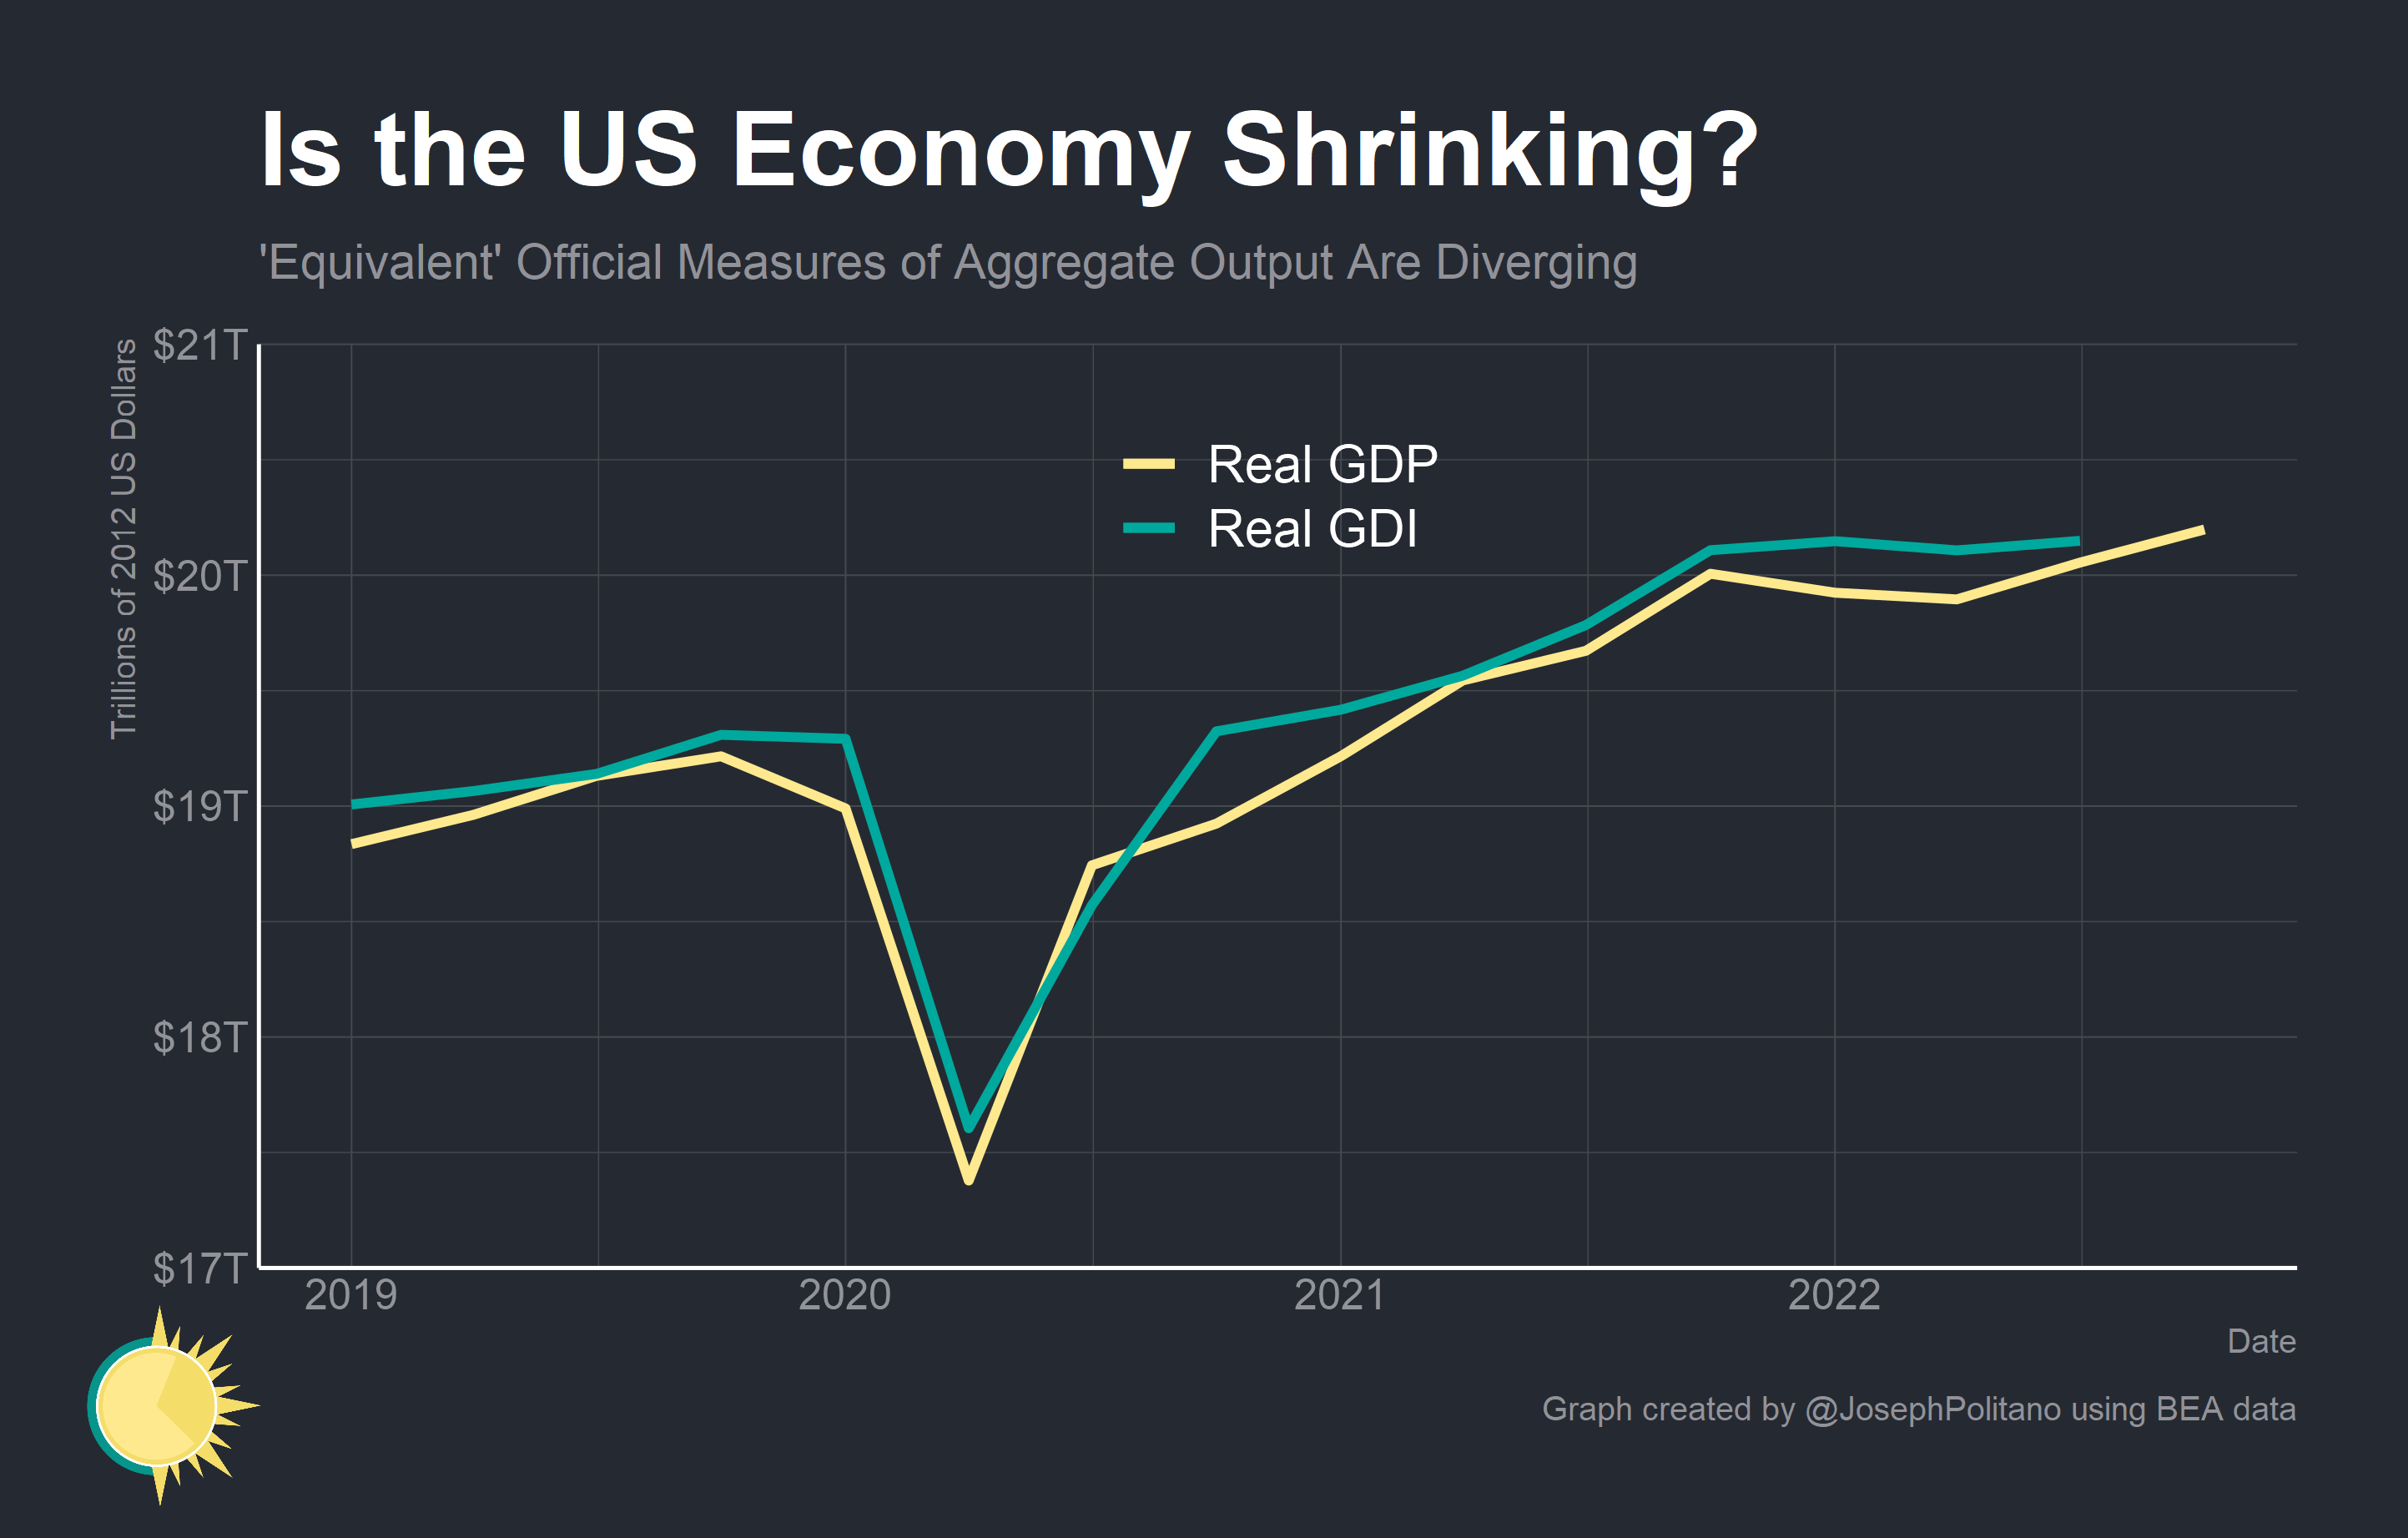 Is the US Economy Shrinking?
'Equivalent' Official Measures of Aggregate Output Are Diverging
Trillions of 2012 US Dollars
$21T
$20T
$19T
$18T
$17T
Real GDP
Real GDI
2019
2020
2021
2022
Date
Graph created by @JosephPolitano using BEA data